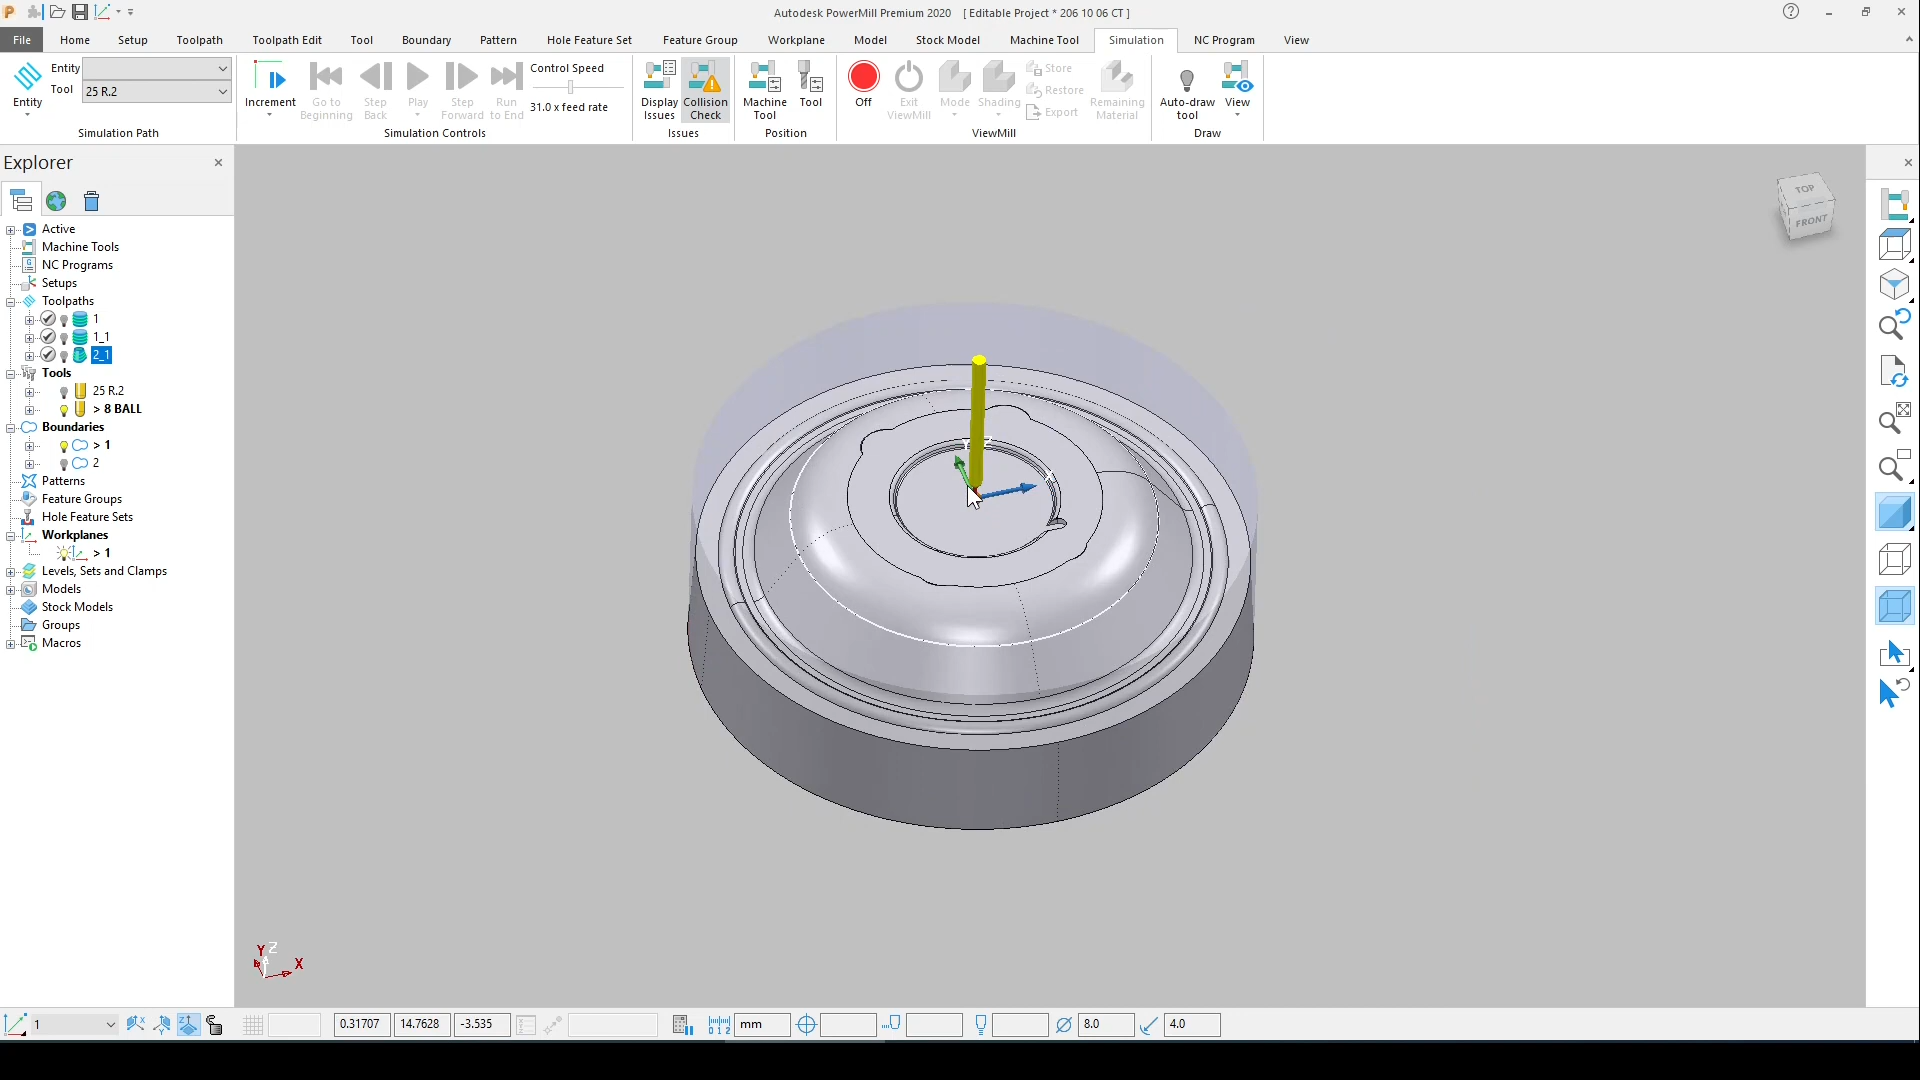 Autodesk PowerMill Premium 2020 [ Editable Project * 206 10 06 CT ]
File Home Setup Toolpath Toolpath Edit Tool Boundary Pattern Hole Feature Set Feature Group Workplane Model Stock Model Machine Tool Simulation NC Program View
Entity
Entity
Tool 25 R.2
Simulation Path
Increment
Go to Beginning
Step Back
Play
Step Forward
Run to End
Control Speed
31.0 x feed rate
Simulation Controls
Display Issues
Collision Check
Issues
Machine Tool
Tool
Position
Off
Exit ViewMill
Mode
Shading
Store
Restore
Export
Remaining Material
ViewMill
Auto-draw tool
View
Draw
Explorer
Active
Machine Tools
NC Programs
Setups
Toolpaths
1
1_1
2_1
Tools
25 R.2
> 8 BALL
Boundaries
> 1
2
Patterns
Feature Groups
Hole Feature Sets
Workplanes
> 1
Levels, Sets and Clamps
Models
Stock Models
Groups
Macros
TOP
FRONT
Y Z
X
1 0.31707 14.7628 -3.535 mm 8.0 4.0